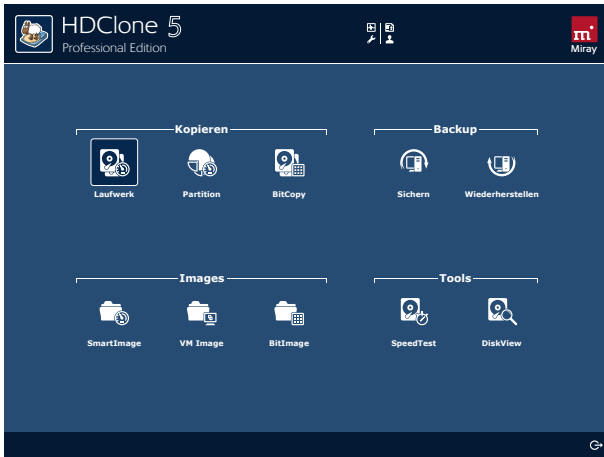 HDClone 5
Professional Edition
m
Miray
Kopieren
Backup
Laufwerk
Partition
BitCopy
Sichern
Wiederherstellen
Images
Tools
SmartImage
VM Image
BitImage
SpeedTest
DiskView